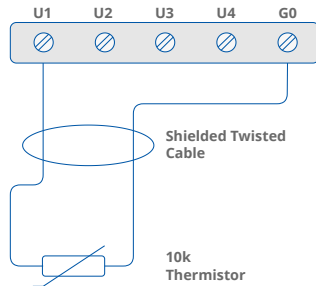 U1 U2 U3 U4 G0
Shielded Twisted
Cable
10k
Thermistor